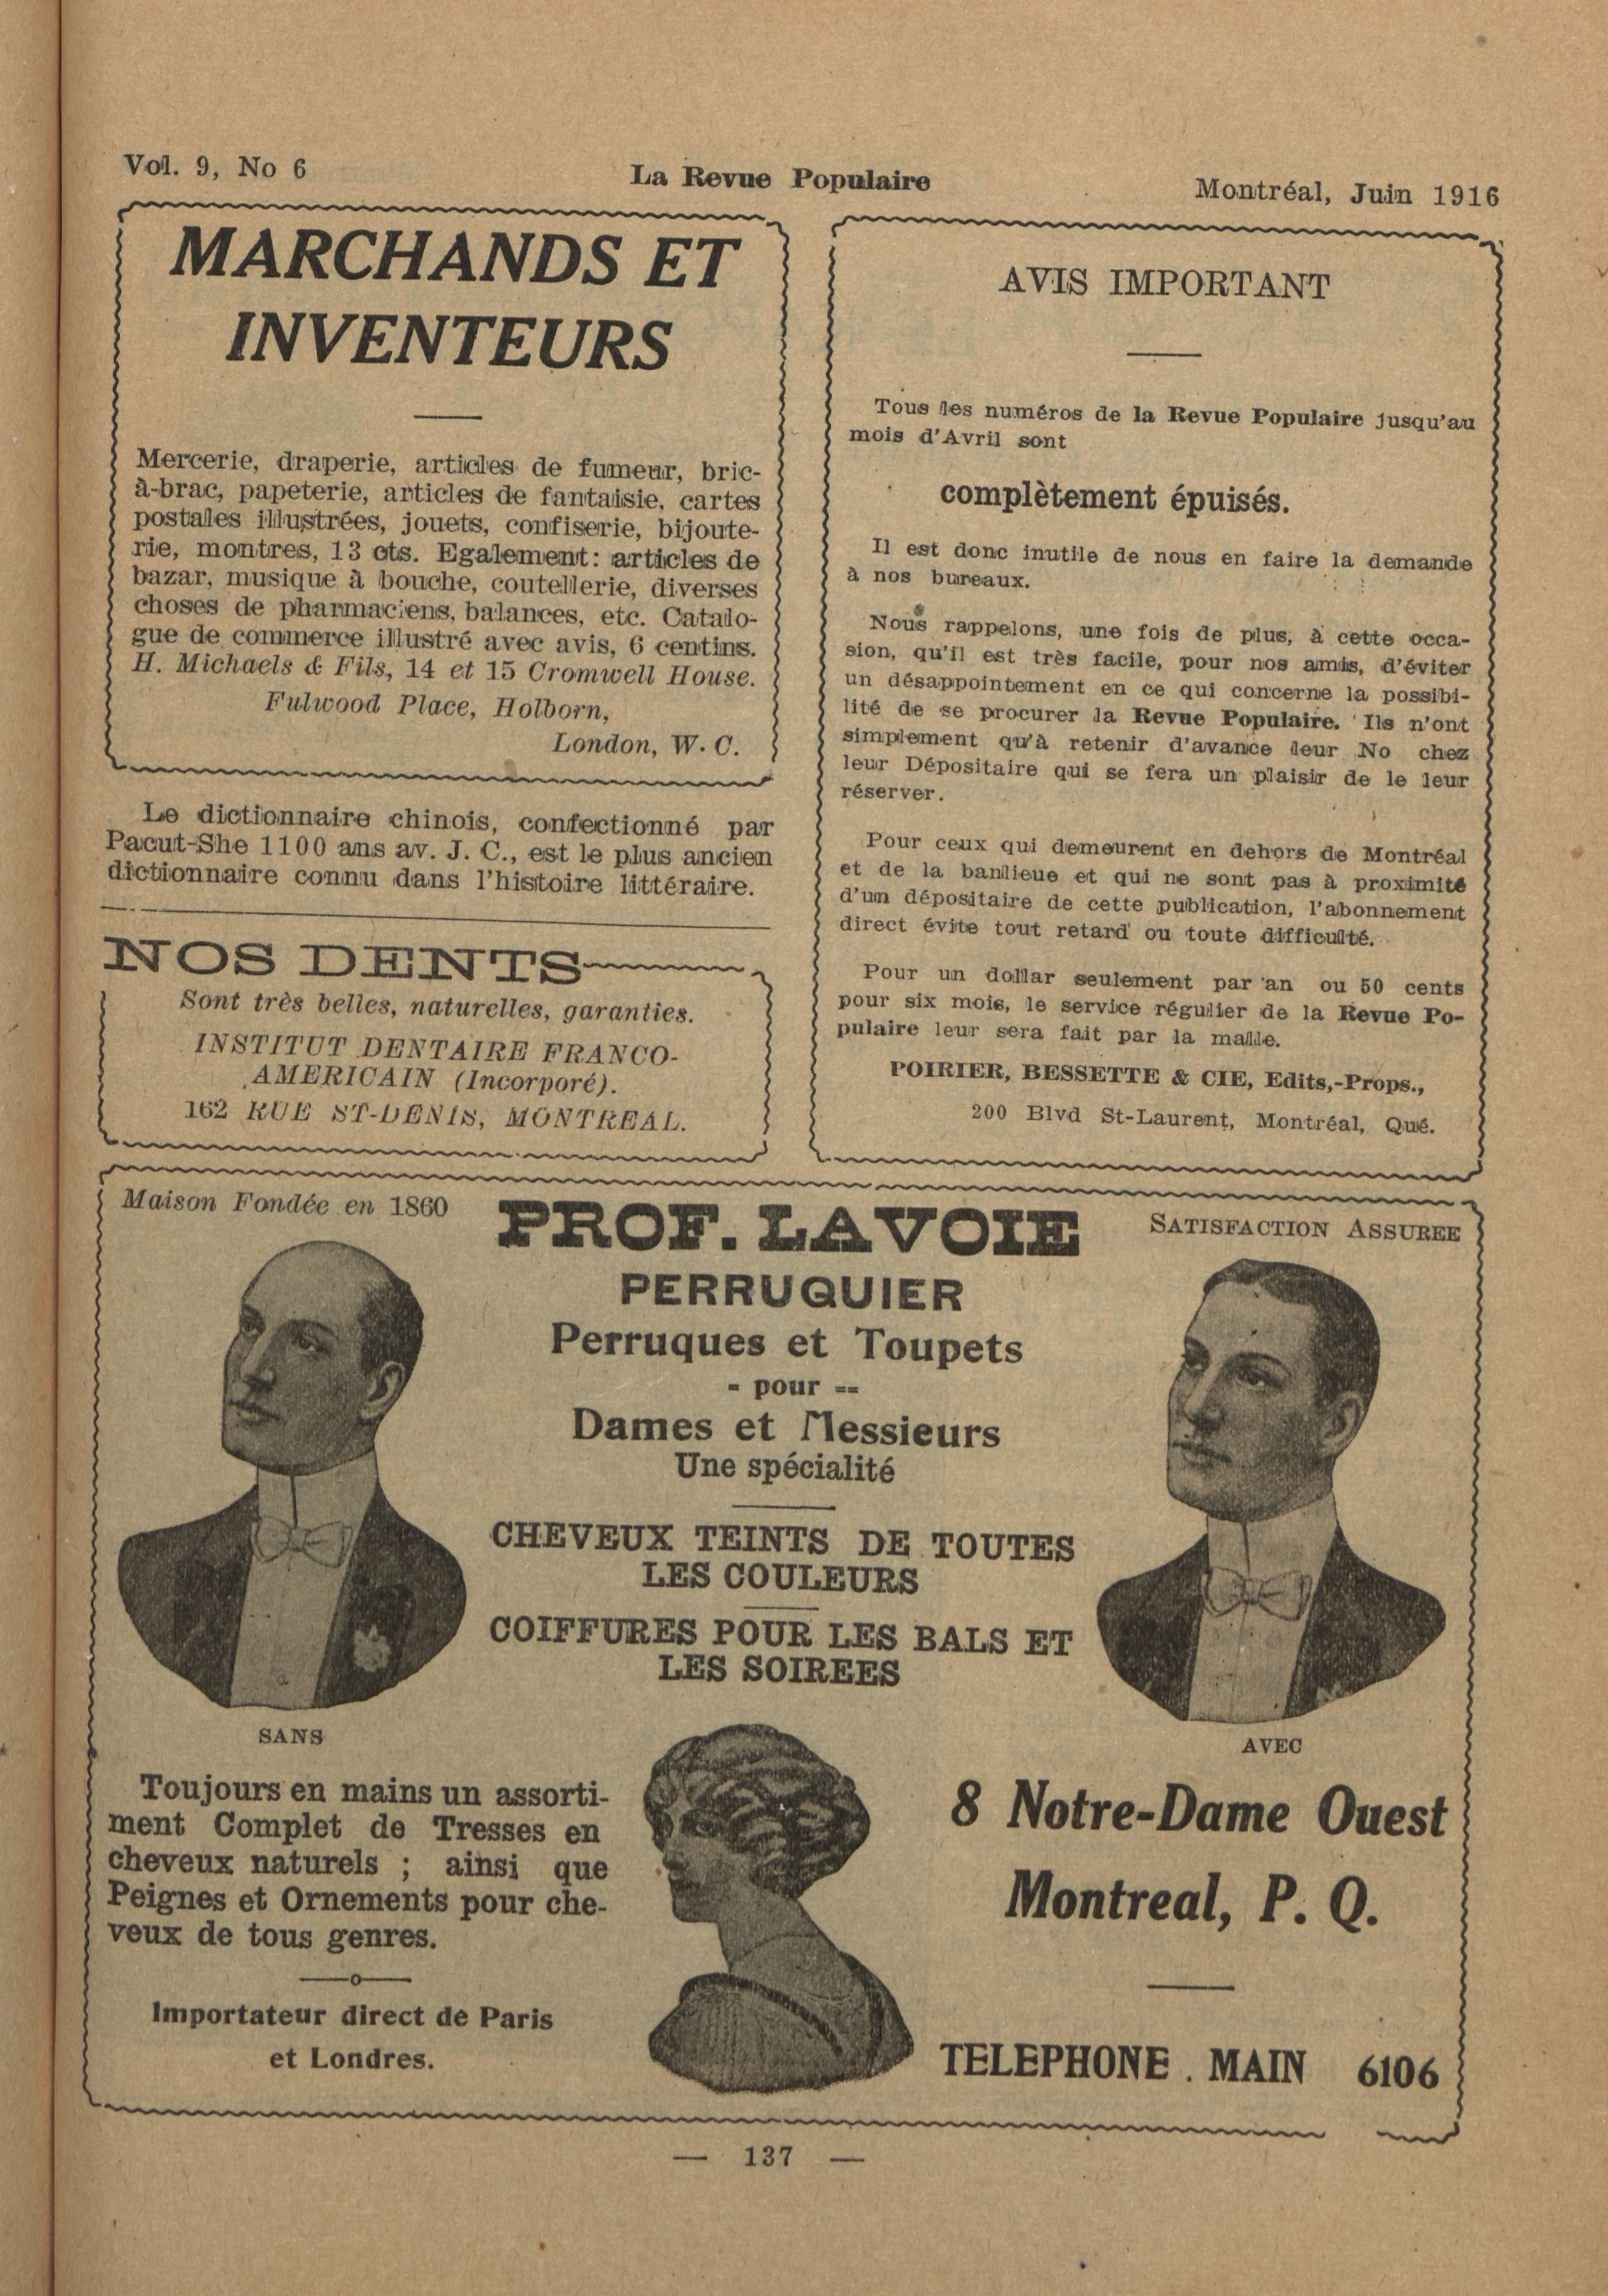 Vol. 9, No 6
La Revue Populaire
Montréal, Juin 1916
MARCHANDS ET
INVENTEURS
Mercerie, draperie, articles de fumeur, bric-
à-brac, papeterie, articles de fantaisie, cartes
postales illustrées, jouets, confiserie, bijoute-
rie, montres, 13 cts. Egalement: articles de
bazar, musique à bouche, coutellerie, diverses
choses de pharmaciens, balances, etc. Catalo-
gue de commerce illustré avec avis, 6 centins.
H. Michaels & Fils, 14 et 15 Cromwell House.
Fulwood Place, Holborn,
London, W. C.
Le dictionnaire chinois, confectionné par
Pacut-She 1100 ans av. J. C., est le plus ancien
dictionnaire connu dans l'histoire littéraire.
NOS DENTS
Sont très belles, naturelles, garanties.
INSTITUT DENTAIRE FRANCO-
AMERICAIN (Incorporé).
162 RUE ST-DENIS, MONTREAL.
AVIS IMPORTANT
Tous les numéros de la Revue Populaire jusqu'au
mois d'Avril sont
complètement épuisés.
Il est donc inutile de nous en faire la demande
à nos bureaux.
Nous rappelons, une fois de plus, à cette occa-
sion, qu'il est très facile, pour nos amis, d'éviter
un désappointement en ce qui concerne la possibi-
lité de se procurer la Revue Populaire. Ils n'ont
simplement qu'à retenir d'avance leur No chez
leur Dépositaire qui se fera un plaisir de le leur
réserver.
Pour ceux qui demeurent en dehors de Montréal
et de la banlieue et qui ne sont pas à proximité
d'un dépositaire de cette publication, l'abonnement
direct évite tout retard ou toute difficulté.
Pour un dollar seulement par an ou 50 cents
pour six mois, le service régulier de la Revue Po-
pulaire leur sera fait par la malle.
POIRIER, BESSETTE & CIE, Edits,-Props.,
200 Blvd St-Laurent, Montréal, Qué.
Maison Fondée en 1860
PROF. LAVOIE
SATISFACTION ASSUREE
PERRUQUIER
Perruques et Toupets
- pour --
Dames et Messieurs
Une spécialité
CHEVEUX TEINTS DE TOUTES
LES COULEURS
COIFFURES POUR LES BALS ET
LES SOIREES
SANS
AVEC
Toujours en mains un assorti-
ment Complet de Tresses en
cheveux naturels ; ainsi que
Peignes et Ornements pour che-
veux de tous genres.
Importateur direct de Paris
et Londres.
8 Notre-Dame Ouest
Montreal, P. Q.
TELEPHONE . MAIN 6106
— 137 —